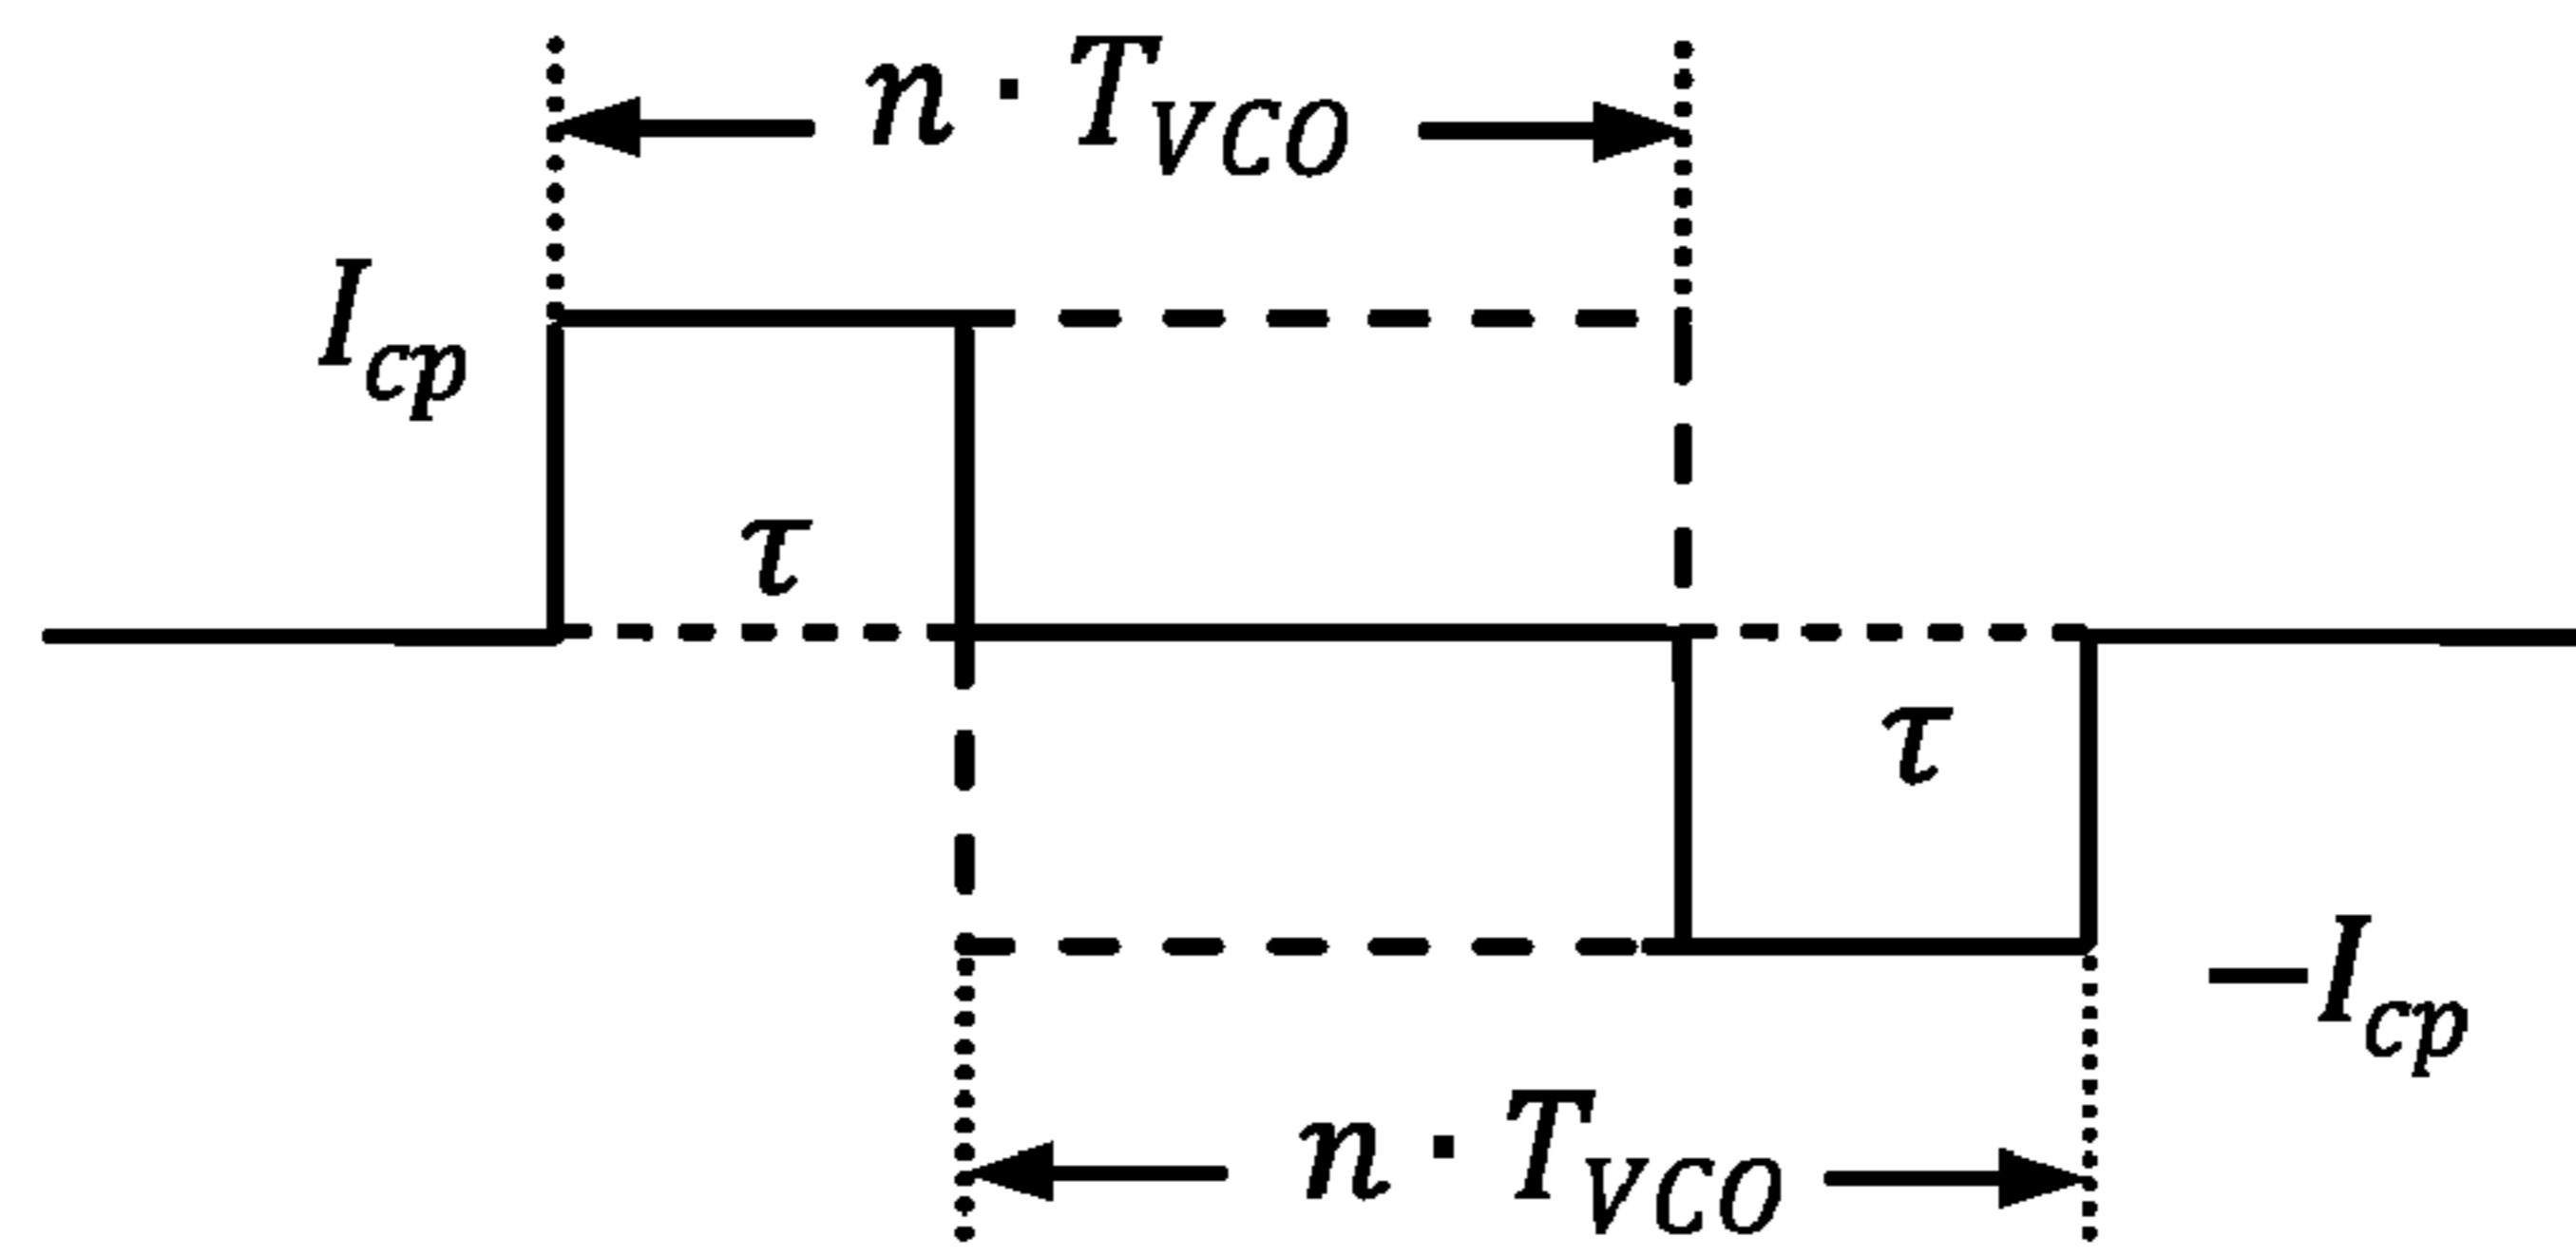 n · T_VCO
I_cp
τ
τ
−I_cp
n · T_VCO